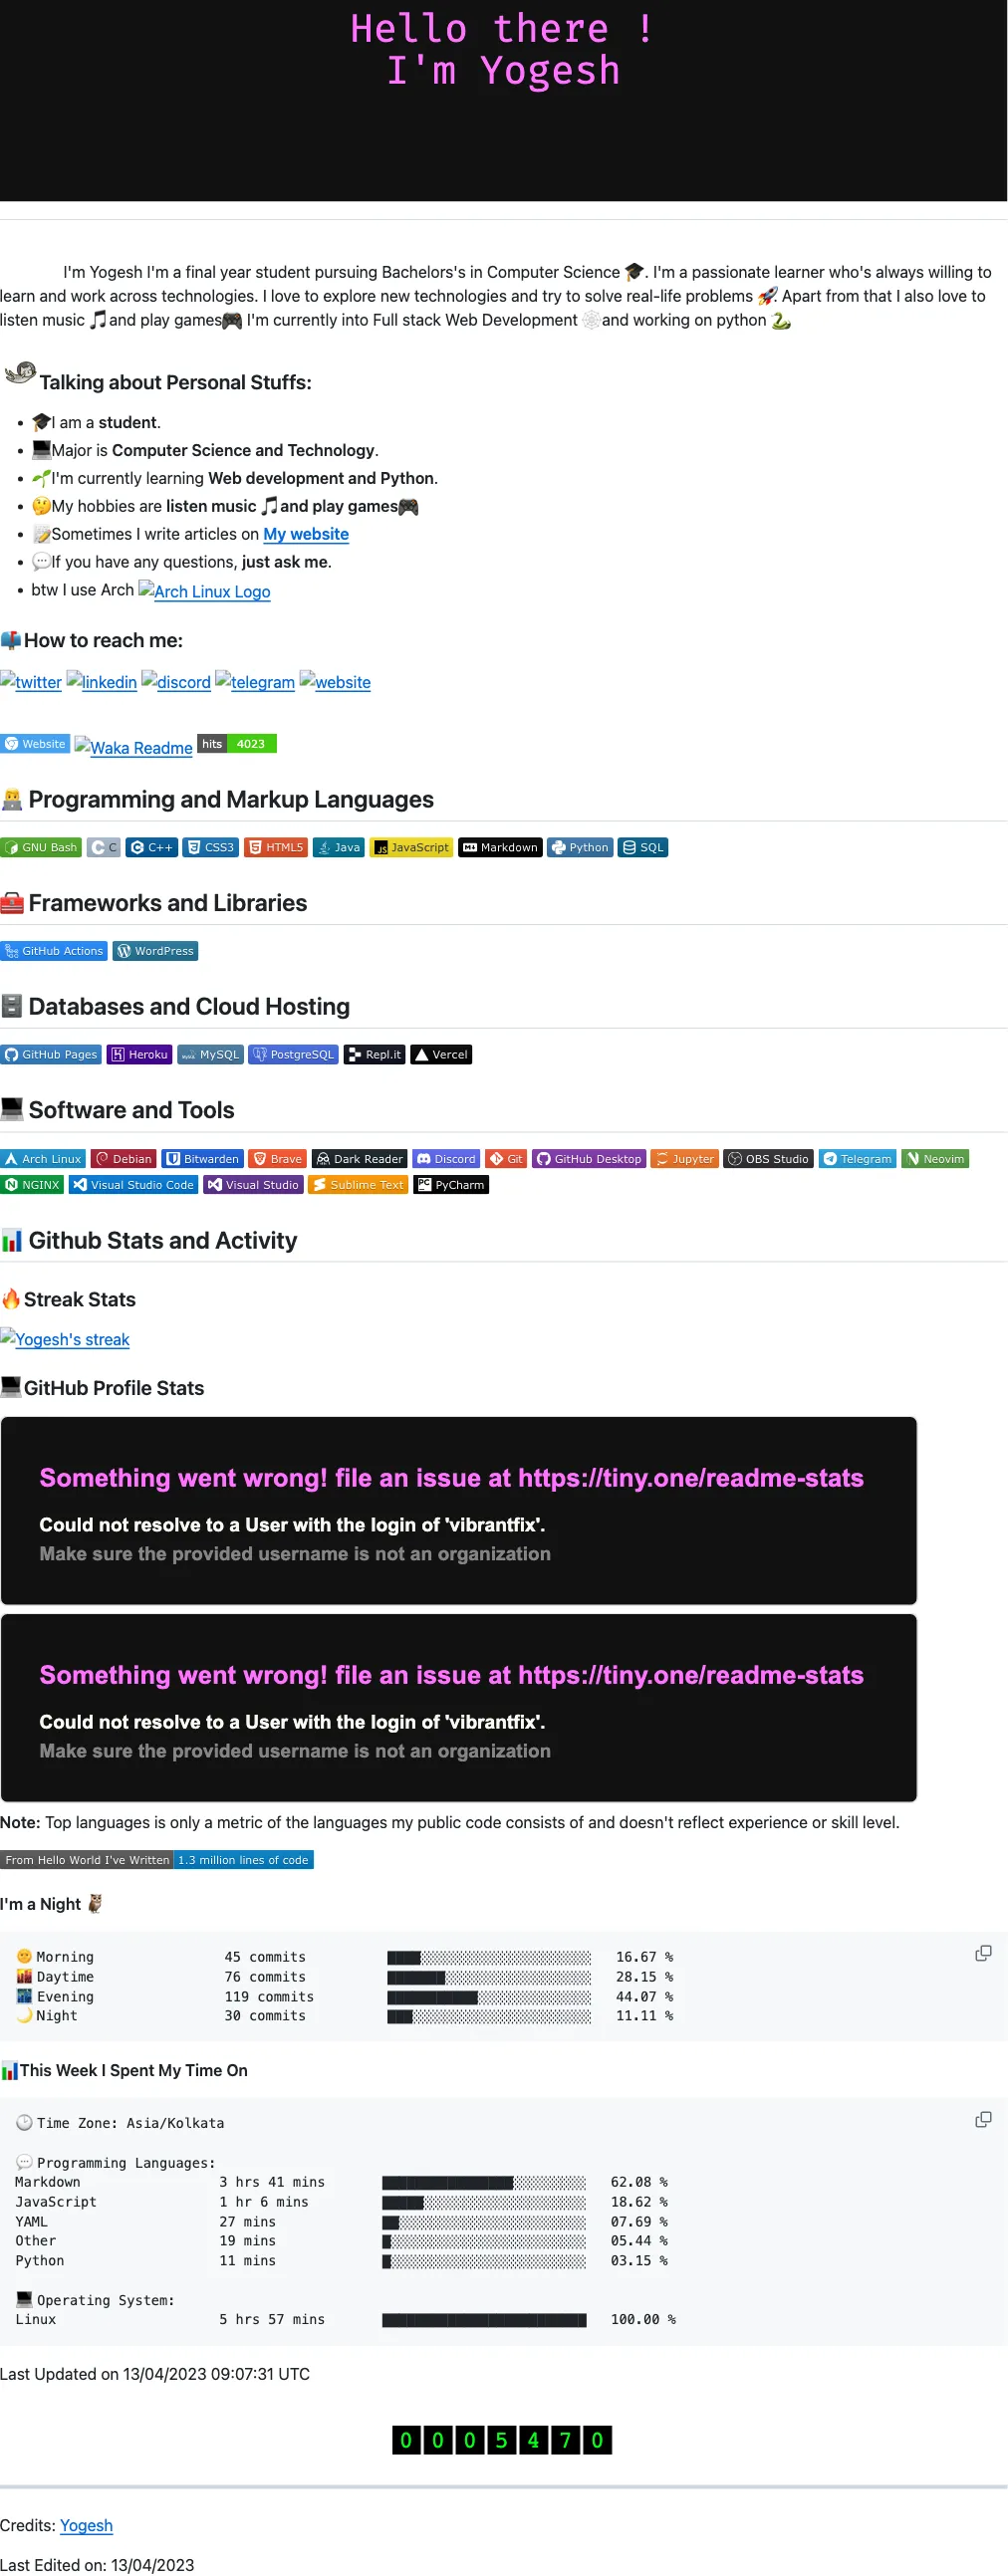 Hello there !
I'm Yogesh
I'm Yogesh I'm a final year student pursuing Bachelors's in Computer Science 🎓. I'm a passionate learner who's always willing to
learn and work across technologies. I love to explore new technologies and try to solve real-life problems 🚀 Apart from that I also love to
listen music 🎵and play games🎮 I'm currently into Full stack Web Development 🕸️and working on python 🐍
Talking about Personal Stuffs:
• 🎓I am a student.
• 💻Major is Computer Science and Technology.
• 🌱I'm currently learning Web development and Python.
• 🤔My hobbies are listen music 🎵and play games🎮
• 📝Sometimes I write articles on My website
• 💬If you have any questions, just ask me.
• btw I use Arch Arch Linux Logo
📫How to reach me:
twitter linkedin discord telegram website
Website Waka Readme hits 4023
👨‍💻 Programming and Markup Languages
GNU Bash C C++ CSS3 HTML5 Java JavaScript Markdown Python SQL
🧰 Frameworks and Libraries
GitHub Actions WordPress
🗄️ Databases and Cloud Hosting
GitHub Pages Heroku MySQL PostgreSQL Repl.it Vercel
💻 Software and Tools
Arch Linux Debian Bitwarden Brave Dark Reader Discord Git GitHub Desktop Jupyter OBS Studio Telegram Neovim
NGINX Visual Studio Code Visual Studio Sublime Text PyCharm
📊 Github Stats and Activity
🔥Streak Stats
Yogesh's streak
💻GitHub Profile Stats
Something went wrong! file an issue at https://tiny.one/readme-stats
Could not resolve to a User with the login of 'vibrantfix'.
Make sure the provided username is not an organization
Something went wrong! file an issue at https://tiny.one/readme-stats
Could not resolve to a User with the login of 'vibrantfix'.
Make sure the provided username is not an organization
Note: Top languages is only a metric of the languages my public code consists of and doesn't reflect experience or skill level.
From Hello World I've Written 1.3 million lines of code
I'm a Night 🦉
🌞 Morning 45 commits ████░░░░░░░░░░░░░░░░░░░░░ 16.67 %
🌆 Daytime 76 commits ███████░░░░░░░░░░░░░░░░░░ 28.15 %
🌃 Evening 119 commits ███████████░░░░░░░░░░░░░░ 44.07 %
🌙 Night 30 commits ███░░░░░░░░░░░░░░░░░░░░░░ 11.11 %
📊This Week I Spent My Time On
🕑︎ Time Zone: Asia/Kolkata
💬 Programming Languages:
Markdown 3 hrs 41 mins ████████████████░░░░░░░░░ 62.08 %
JavaScript 1 hr 6 mins █████░░░░░░░░░░░░░░░░░░░░ 18.62 %
YAML 27 mins ██░░░░░░░░░░░░░░░░░░░░░░░ 07.69 %
Other 19 mins █░░░░░░░░░░░░░░░░░░░░░░░░ 05.44 %
Python 11 mins █░░░░░░░░░░░░░░░░░░░░░░░░ 03.15 %
💻 Operating System:
Linux 5 hrs 57 mins █████████████████████████ 100.00 %
Last Updated on 13/04/2023 09:07:31 UTC
0005470
Credits: Yogesh
Last Edited on: 13/04/2023